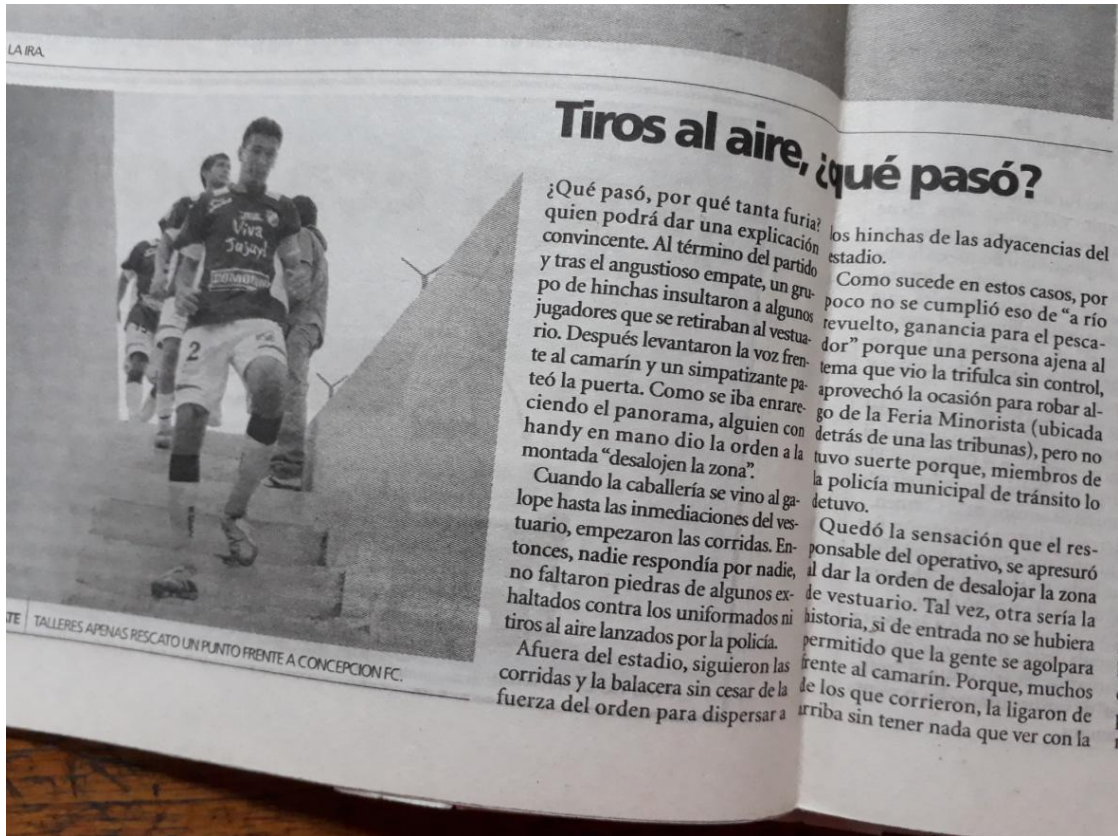 LA IRA.
Viva
Jujuy!
2
TE | TALLERES APENAS RESCATO UN PUNTO FRENTE A CONCEPCION FC.
Tiros al aire, ¿qué pasó?
¿Qué pasó, por qué tanta furia?
quien podrá dar una explicación
convincente. Al término del partido
y tras el angustioso empate, un gru-
po de hinchas insultaron a algunos
jugadores que se retiraban al vestua-
rio. Después levantaron la voz fren-
te al camarín y un simpatizante pa-
teó la puerta. Como se iba enrare-
ciendo el panorama, alguien con
handy en mano dio la orden a la
montada "desalojen la zona".
Cuando la caballería se vino al ga-
lope hasta las inmediaciones del ves-
tuario, empezaron las corridas. En-
tonces, nadie respondía por nadie,
no faltaron piedras de algunos ex-
haltados contra los uniformados ni
tiros al aire lanzados por la policía.
Afuera del estadio, siguieron las
corridas y la balacera sin cesar de la
fuerza del orden para dispersar a
los hinchas de las adyacencias del
estadio.
Como sucede en estos casos, por
poco no se cumplió eso de "a río
revuelto, ganancia para el pesca-
dor" porque una persona ajena al
tema que vio la trifulca sin control,
aprovechó la ocasión para robar al-
go de la Feria Minorista (ubicada
detrás de una las tribunas), pero no
tuvo suerte porque, miembros de
la policía municipal de tránsito lo
detuvo.
Quedó la sensación que el res-
ponsable del operativo, se apresuró
al dar la orden de desalojar la zona
de vestuario. Tal vez, otra sería la
historia, si de entrada no se hubiera
permitido que la gente se agolpara
frente al camarín. Porque, muchos
de los que corrieron, la ligaron de
arriba sin tener nada que ver con la